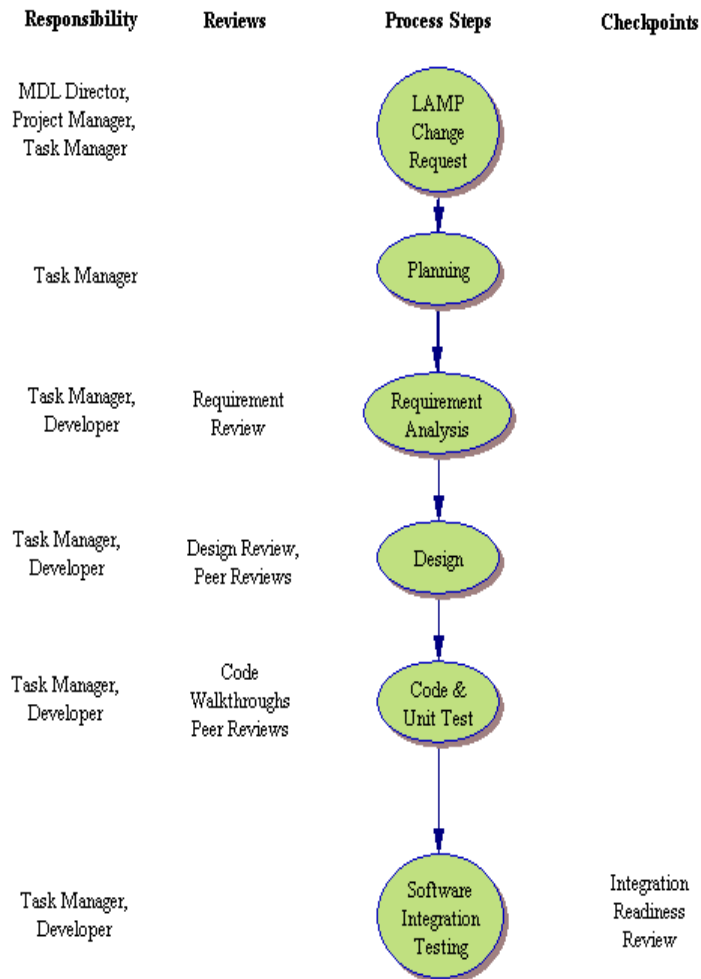 Responsibility Reviews Process Steps Checkpoints
MDL Director,
Project Manager,
Task Manager
LAMP
Change
Request
Task Manager
Planning
Task Manager,
Developer
Requirement
Review
Requirement
Analysis
Task Manager,
Developer
Design Review,
Peer Reviews
Design
Task Manager,
Developer
Code
Walkthroughs
Peer Reviews
Code &
Unit Test
Task Manager,
Developer
Software
Integration
Testing
Integration
Readiness
Review